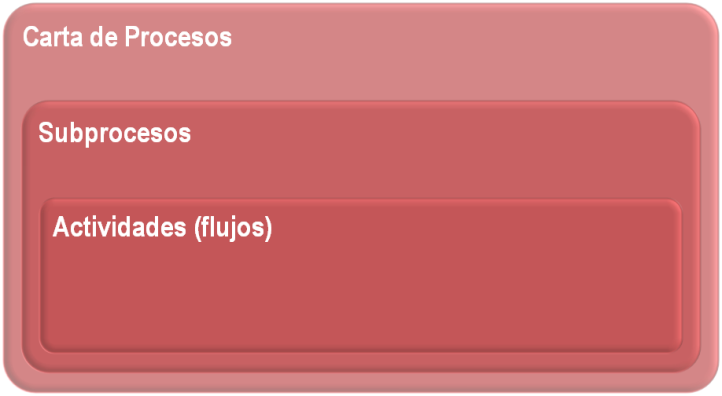 Carta de Procesos
Subprocesos
Actividades (flujos)